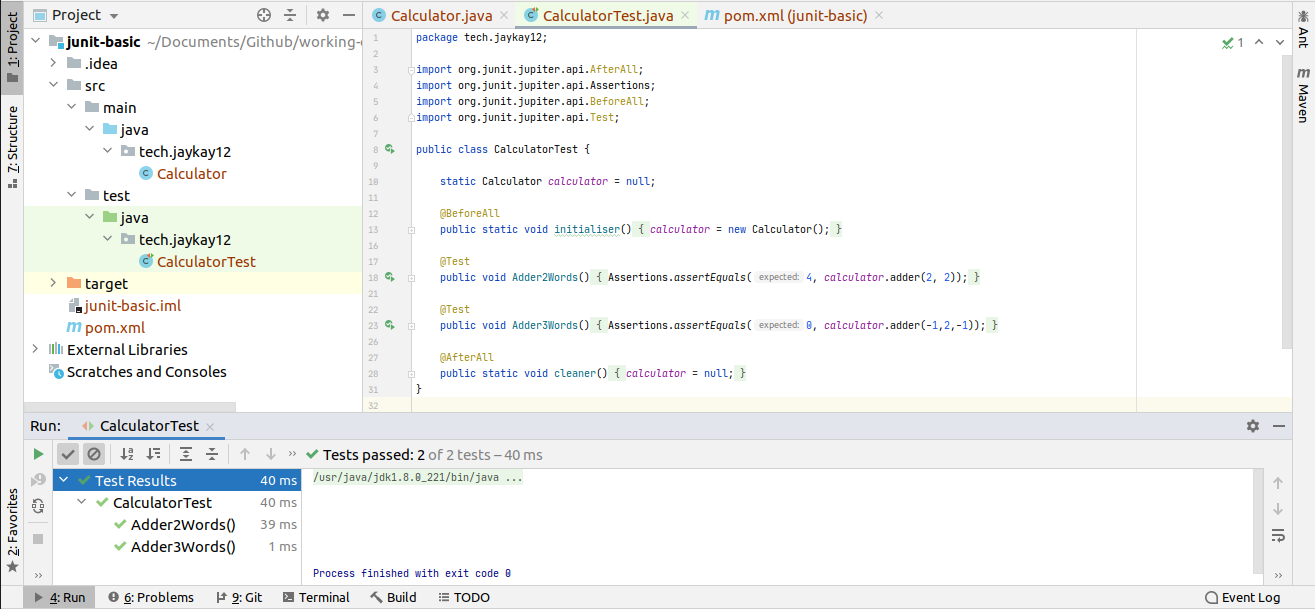 Project
Calculator.java
CalculatorTest.java
pom.xml (junit-basic)
1: Project
7: Structure
2: Favorites
Ant
Maven
junit-basic ~/Documents/Github/working-
.idea
src
main
java
tech.jaykay12
Calculator
test
java
tech.jaykay12
CalculatorTest
target
junit-basic.iml
pom.xml
External Libraries
Scratches and Consoles
1
1 package tech.jaykay12;
2
3 import org.junit.jupiter.api.AfterAll;
4 import org.junit.jupiter.api.Assertions;
5 import org.junit.jupiter.api.BeforeAll;
6 import org.junit.jupiter.api.Test;
7
8 public class CalculatorTest {
9
10 static Calculator calculator = null;
11
12 @BeforeAll
13 public static void initialiser() { calculator = new Calculator(); }
16
17 @Test
18 public void Adder2Words() { Assertions.assertEquals( expected: 4, calculator.adder(2, 2)); }
21
22 @Test
23 public void Adder3Words() { Assertions.assertEquals( expected: 0, calculator.adder(-1,2,-1)); }
26
27 @AfterAll
28 public static void cleaner() { calculator = null; }
31 }
32
Run: CalculatorTest
Tests passed: 2 of 2 tests – 40 ms
Test Results 40 ms
CalculatorTest 40 ms
Adder2Words() 39 ms
Adder3Words() 1 ms
/usr/java/jdk1.8.0_221/bin/java ...
Process finished with exit code 0
4: Run
6: Problems
9: Git
Terminal
Build
TODO
Event Log